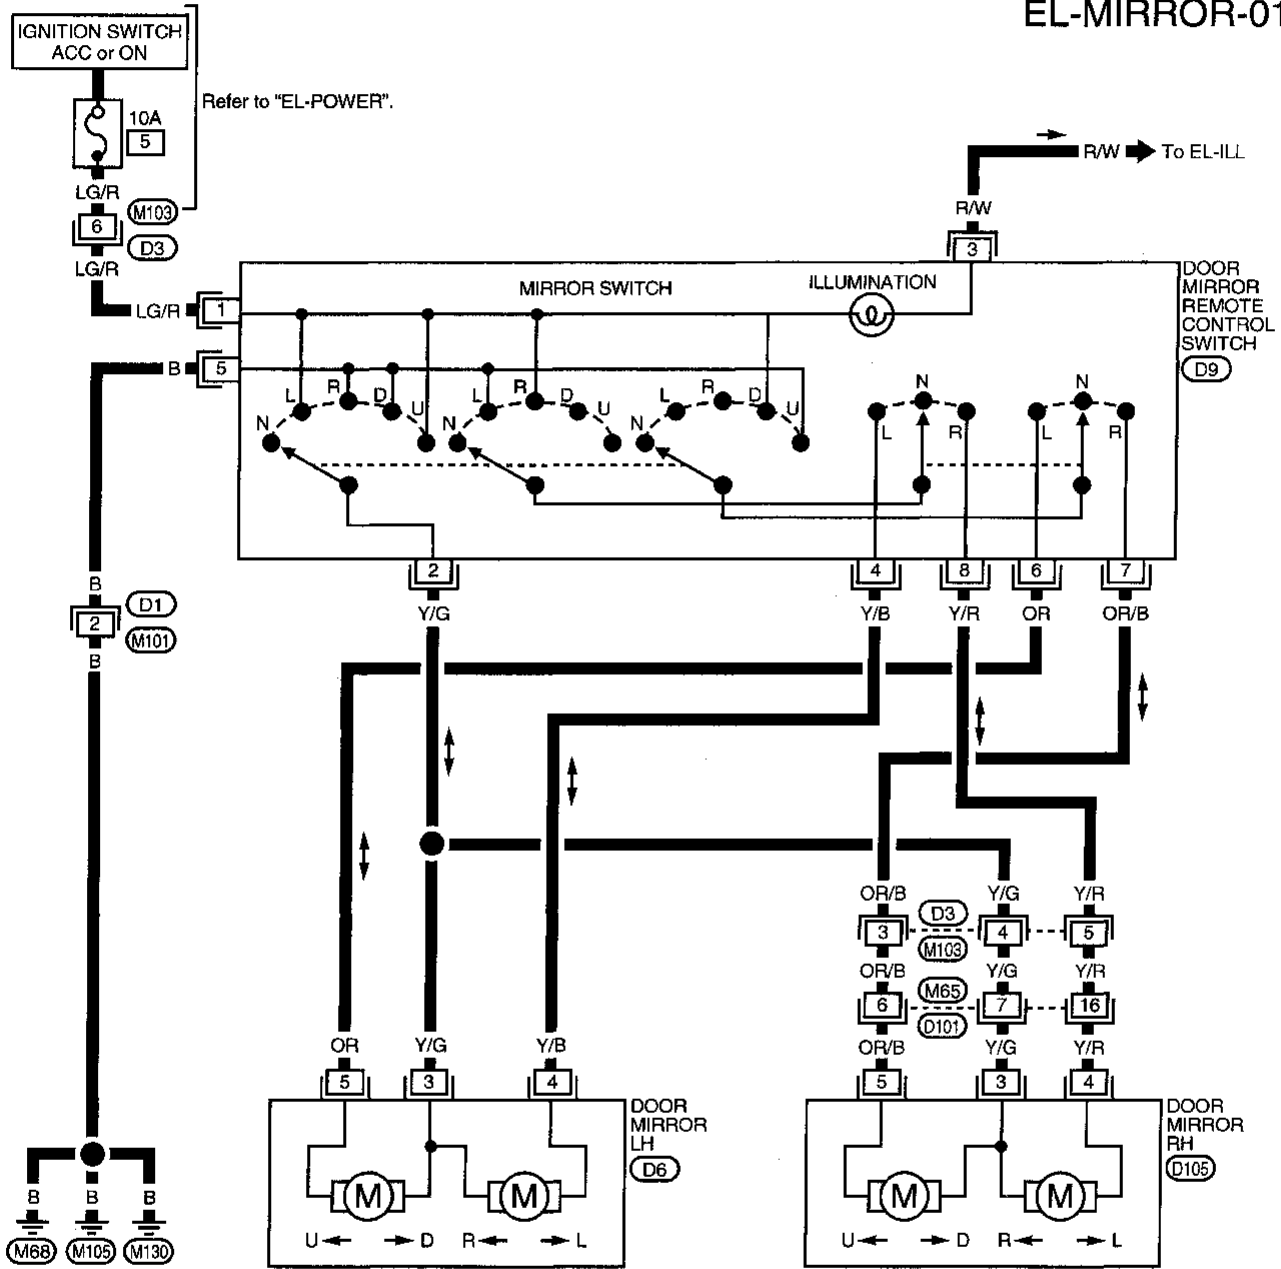 EL-MIRROR-01
IGNITION SWITCH
ACC or ON
Refer to "EL-POWER".
10A
5
LG/R
M103
6
D3
LG/R
R/W To EL-ILL
R/W
3
MIRROR SWITCH
ILLUMINATION
DOOR
MIRROR
REMOTE
CONTROL
SWITCH
D9
LG/R 1
B 5
N L R D U
N L R D U
N L R D U
L N R
L N R
2 4 8 6 7
Y/G Y/B Y/R OR OR/B
B
D1
2
M101
B
OR/B Y/G Y/R
D3
3 4 5
M103
OR/B Y/G Y/R
M65
6 7 16
D101
OR Y/G Y/B OR/B Y/G Y/R
5 3 4 5 3 4
DOOR
MIRROR
LH
D6
DOOR
MIRROR
RH
D105
M M M M
U D R L U D R L
B B B
M68 M105 M130